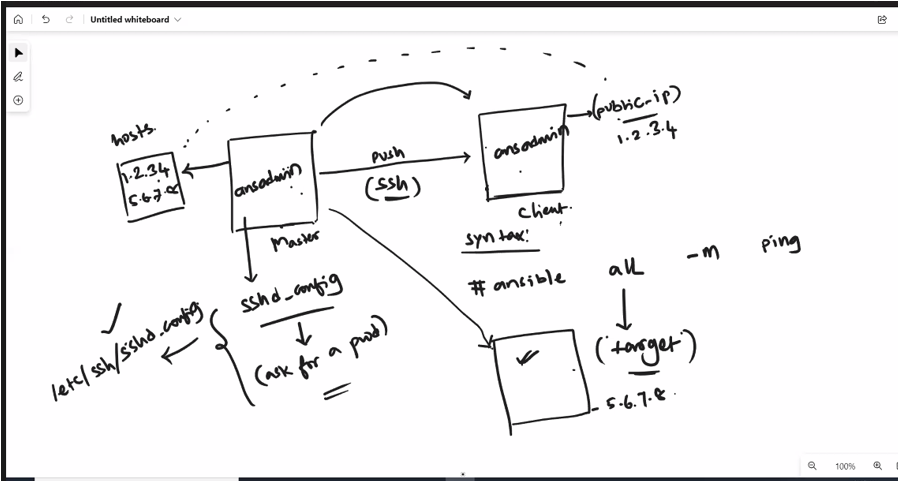 Untitled whiteboard
hosts
1.2.3.4
5.6.7.8
ansadmin
Master
push
(ssh)
ansadmin
client.
(public-ip)
1.2.3.4
syntax:
# ansible all -m ping
(target)
5.6.7.8
sshd_config
(ask for a pwd)
/etc/ssh/sshd_config
100%